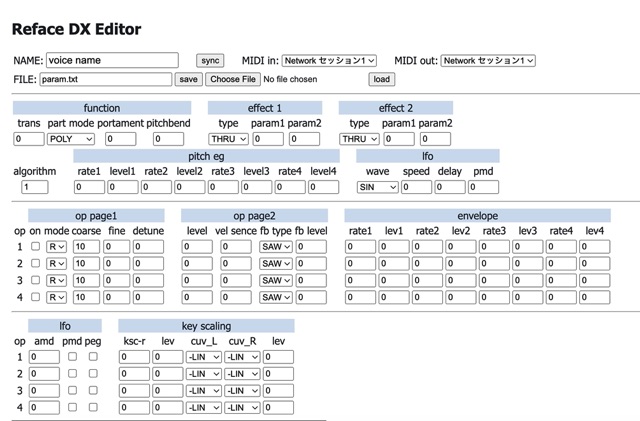 Reface DX Editor
NAME: voice name sync MIDI in: Network セッション1 MIDI out: Network セッション1
FILE: param.txt save Choose File No file chosen load
function effect 1 effect 2
trans part mode portament pitchbend type param1 param2 type param1 param2
0 POLY 0 0 THRU 0 0 THRU 0 0
pitch eg lfo
algorithm rate1 level1 rate2 level2 rate3 level3 rate4 level4 wave speed delay pmd
1 0 0 0 0 0 0 0 0 SIN 0 0 0
op page1 op page2 envelope
op on mode coarse fine detune level vel sence fb type fb level rate1 lev1 rate2 lev2 rate3 lev3 rate4 lev4
1 R 10 0 0 0 0 SAW 0 0 0 0 0 0 0 0 0
2 R 10 0 0 0 0 SAW 0 0 0 0 0 0 0 0 0
3 R 10 0 0 0 0 SAW 0 0 0 0 0 0 0 0 0
4 R 10 0 0 0 0 SAW 0 0 0 0 0 0 0 0 0
lfo key scaling
op amd pmd peg ksc-r lev cuv_L cuv_R lev
1 0 0 0 -LIN -LIN 0
2 0 0 0 -LIN -LIN 0
3 0 0 0 -LIN -LIN 0
4 0 0 0 -LIN -LIN 0